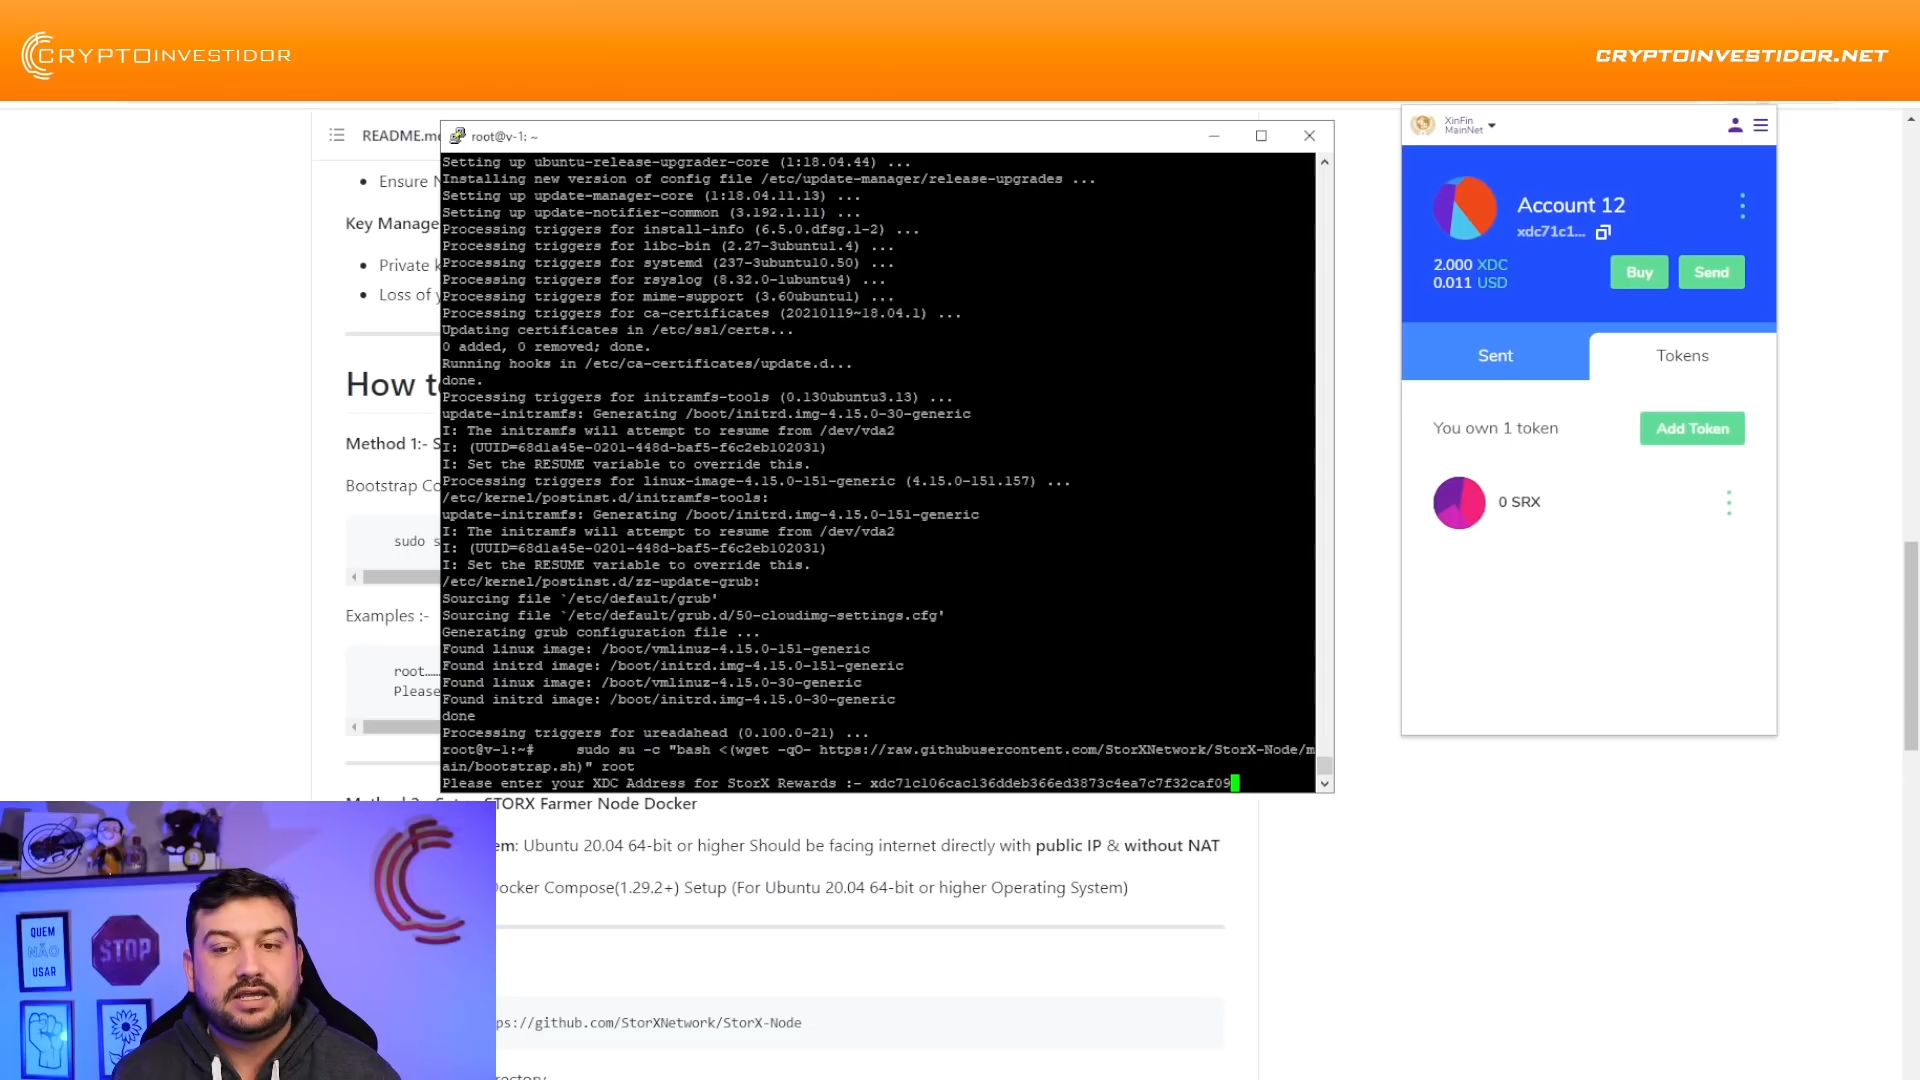 CRYPTOINVESTIDOR
CRYPTOINVESTIDOR.NET
README.m
Ensure N
Key Manage
Private k
Loss of y
How t
Method 1:- S
Bootstrap Co
sudo s
Examples :-
root……
Please
root@v-1: ~
Setting up ubuntu-release-upgrader-core (1:18.04.44) ...
Installing new version of config file /etc/update-manager/release-upgrades ...
Setting up update-manager-core (1:18.04.11.13) ...
Setting up update-notifier-common (3.192.1.11) ...
Processing triggers for install-info (6.5.0.dfsg.1-2) ...
Processing triggers for libc-bin (2.27-3ubuntu1.4) ...
Processing triggers for systemd (237-3ubuntu10.50) ...
Processing triggers for rsyslog (8.32.0-1ubuntu4) ...
Processing triggers for mime-support (3.60ubuntu1) ...
Processing triggers for ca-certificates (20210119~18.04.1) ...
Updating certificates in /etc/ssl/certs...
0 added, 0 removed; done.
Running hooks in /etc/ca-certificates/update.d...
done.
Processing triggers for initramfs-tools (0.130ubuntu3.13) ...
update-initramfs: Generating /boot/initrd.img-4.15.0-30-generic
I: The initramfs will attempt to resume from /dev/vda2
I: (UUID=68d1a45e-0201-448d-baf5-f6c2eb102031)
I: Set the RESUME variable to override this.
Processing triggers for linux-image-4.15.0-151-generic (4.15.0-151.157) ...
/etc/kernel/postinst.d/initramfs-tools:
update-initramfs: Generating /boot/initrd.img-4.15.0-151-generic
I: The initramfs will attempt to resume from /dev/vda2
I: (UUID=68d1a45e-0201-448d-baf5-f6c2eb102031)
I: Set the RESUME variable to override this.
/etc/kernel/postinst.d/zz-update-grub:
Sourcing file `/etc/default/grub'
Sourcing file `/etc/default/grub.d/50-cloudimg-settings.cfg'
Generating grub configuration file ...
Found linux image: /boot/vmlinuz-4.15.0-151-generic
Found initrd image: /boot/initrd.img-4.15.0-151-generic
Found linux image: /boot/vmlinuz-4.15.0-30-generic
Found initrd image: /boot/initrd.img-4.15.0-30-generic
done
Processing triggers for ureadahead (0.100.0-21) ...
root@v-1:~# sudo su -c "bash <(wget -qO- https://raw.githubusercontent.com/StorXNetwork/StorX-Node/m
ain/bootstrap.sh)" root
Please enter your XDC Address for StorX Rewards :- xdc71c106cac136ddeb366ed3873c4ea7c7f32caf09
XinFin
MainNet
Account 12
xdc71c1...
2.000 XDC
0.011 USD
Buy
Send
Sent
Tokens
You own 1 token
Add Token
0 SRX
STORX Farmer Node Docker
em: Ubuntu 20.04 64-bit or higher Should be facing internet directly with public IP & without NAT
Docker Compose(1.29.2+) Setup (For Ubuntu 20.04 64-bit or higher Operating System)
ps://github.com/StorXNetwork/StorX-Node
QUEM
NÃO
USAR
STOP